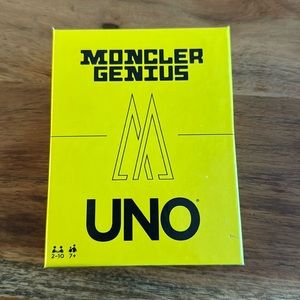 MONCLER
GENIUS
UNO®
2-10 7+